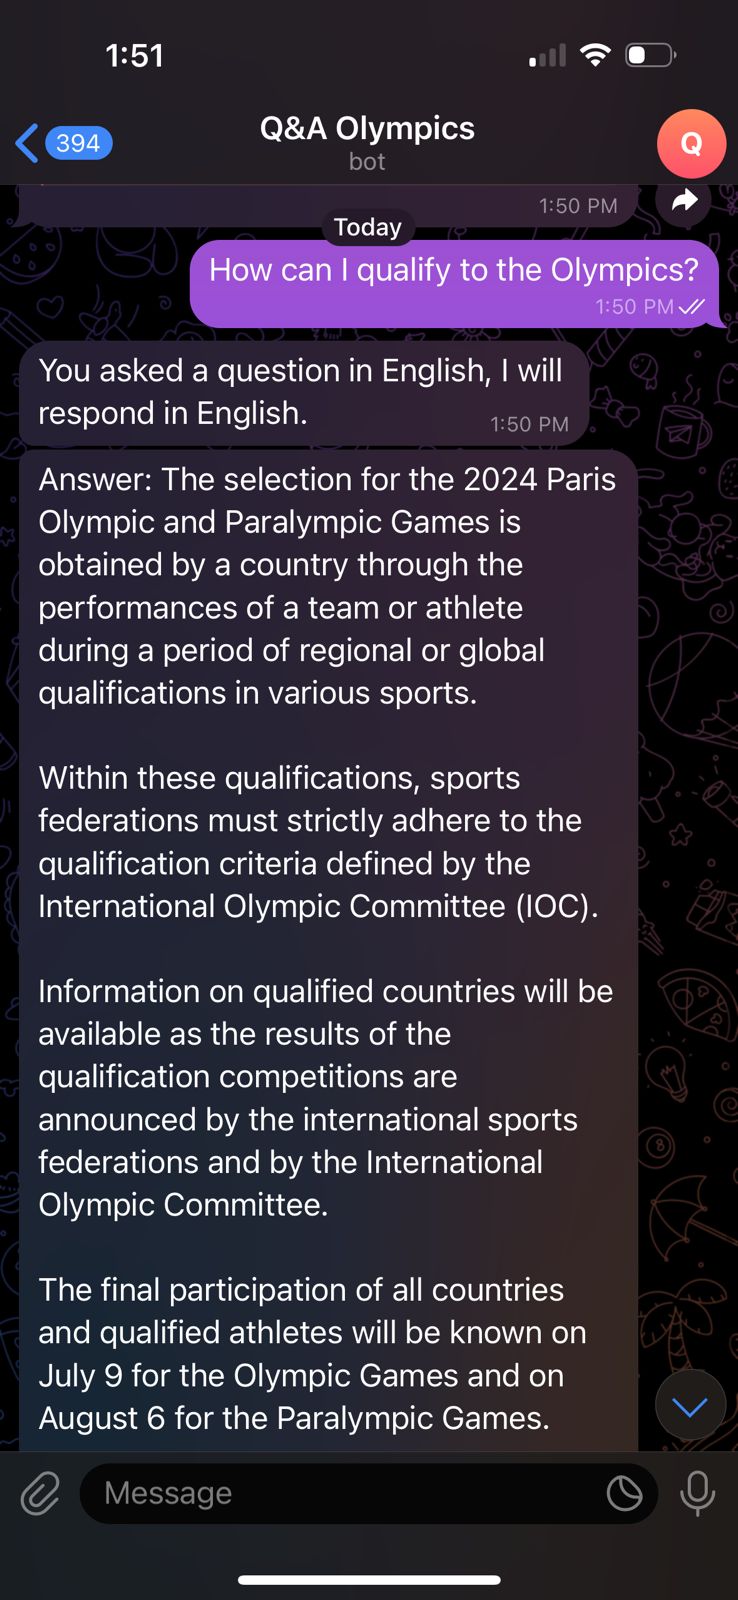 1:51
394
Q&A Olympics
bot
Q
1:50 PM
Today
How can I qualify to the Olympics?
1:50 PM
You asked a question in English, I will
respond in English.
1:50 PM
Answer: The selection for the 2024 Paris
Olympic and Paralympic Games is
obtained by a country through the
performances of a team or athlete
during a period of regional or global
qualifications in various sports.
Within these qualifications, sports
federations must strictly adhere to the
qualification criteria defined by the
International Olympic Committee (IOC).
Information on qualified countries will be
available as the results of the
qualification competitions are
announced by the international sports
federations and by the International
Olympic Committee.
The final participation of all countries
and qualified athletes will be known on
July 9 for the Olympic Games and on
August 6 for the Paralympic Games.
Message